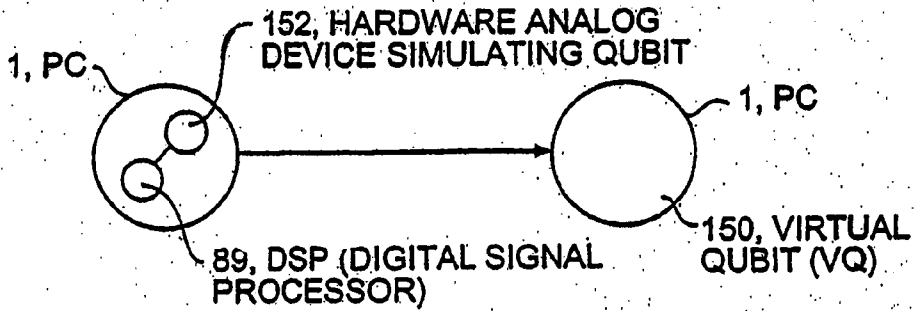 152, HARDWARE ANALOG
DEVICE SIMULATING QUBIT
1, PC
1, PC
150, VIRTUAL
QUBIT (VQ)
89, DSP (DIGITAL SIGNAL
PROCESSOR)